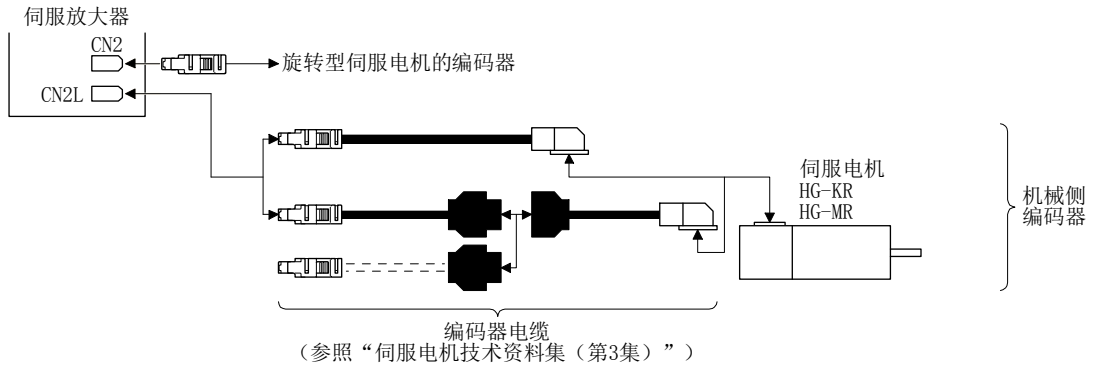 伺服放大器
CN2
旋转型伺服电机的编码器
CN2L
伺服电机
HG-KR
HG-MR
机械侧
编码器
编码器电缆
（参照“伺服电机技术资料集（第3集）”）